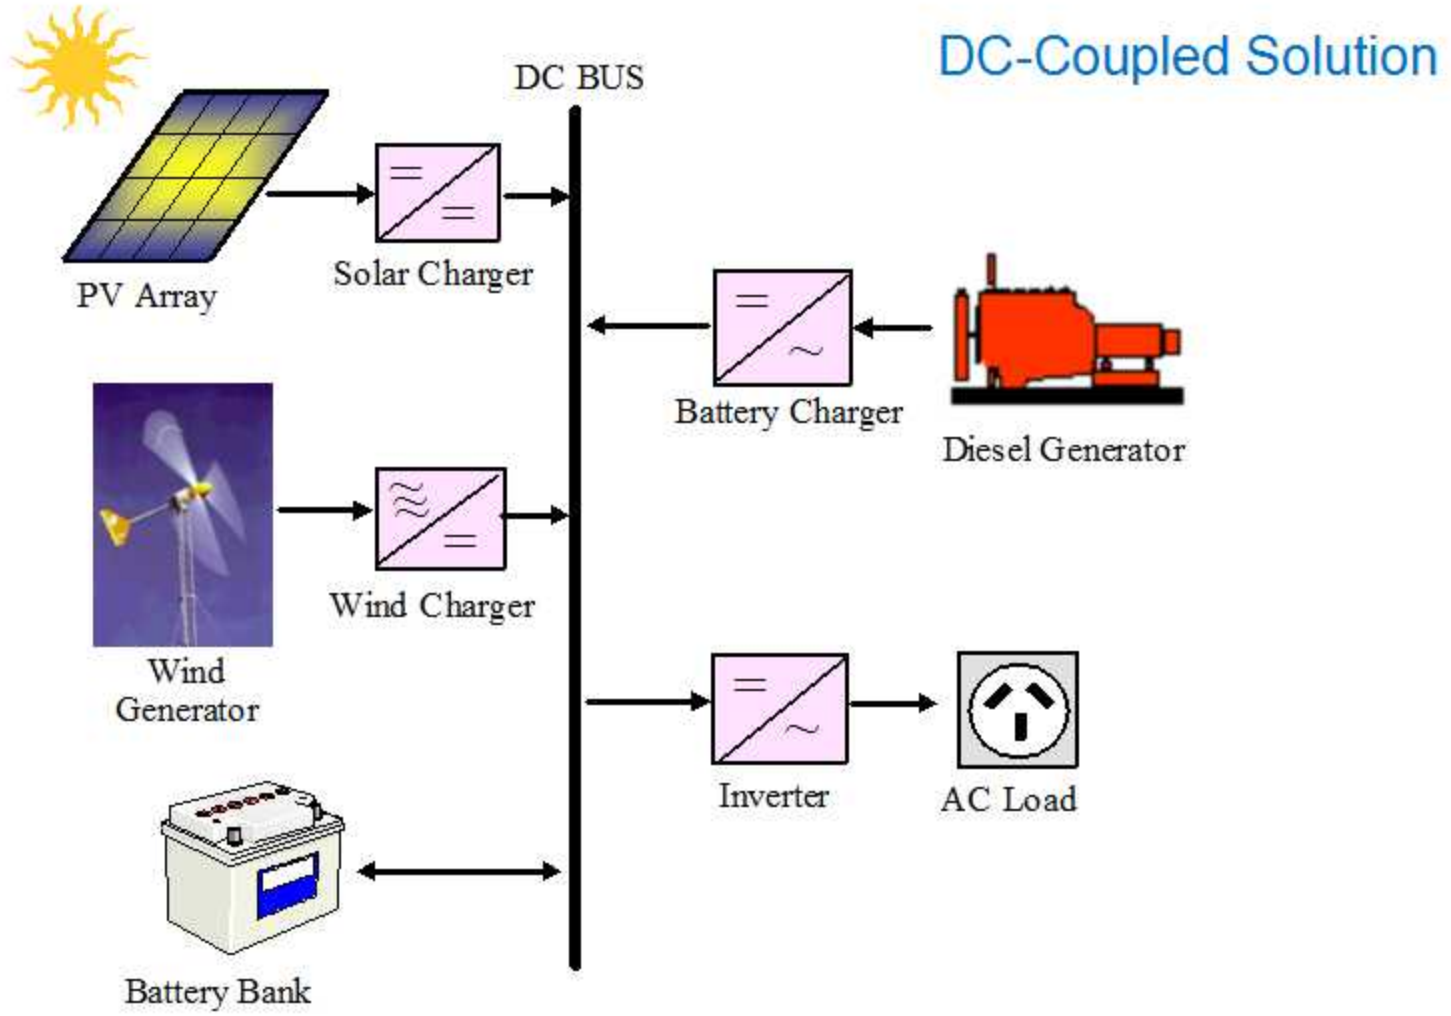 DC-Coupled Solution
DC BUS
Solar Charger
PV Array
Battery Charger
Diesel Generator
Wind Charger
Wind
Generator
Inverter
AC Load
Battery Bank